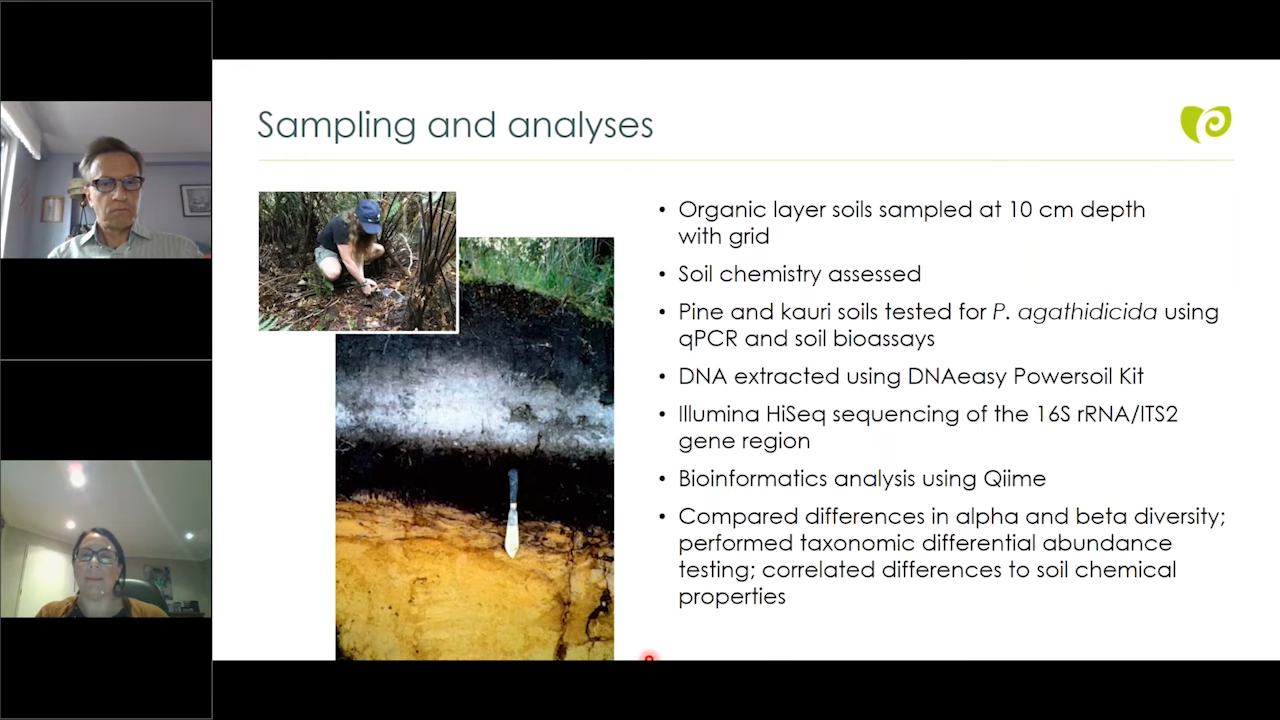 Sampling and analyses
• Organic layer soils sampled at 10 cm depth
with grid
• Soil chemistry assessed
• Pine and kauri soils tested for P. agathidicida using
qPCR and soil bioassays
• DNA extracted using DNAeasy Powersoil Kit
• Illumina HiSeq sequencing of the 16S rRNA/ITS2
gene region
• Bioinformatics analysis using Qiime
• Compared differences in alpha and beta diversity;
performed taxonomic differential abundance
testing; correlated differences to soil chemical
properties